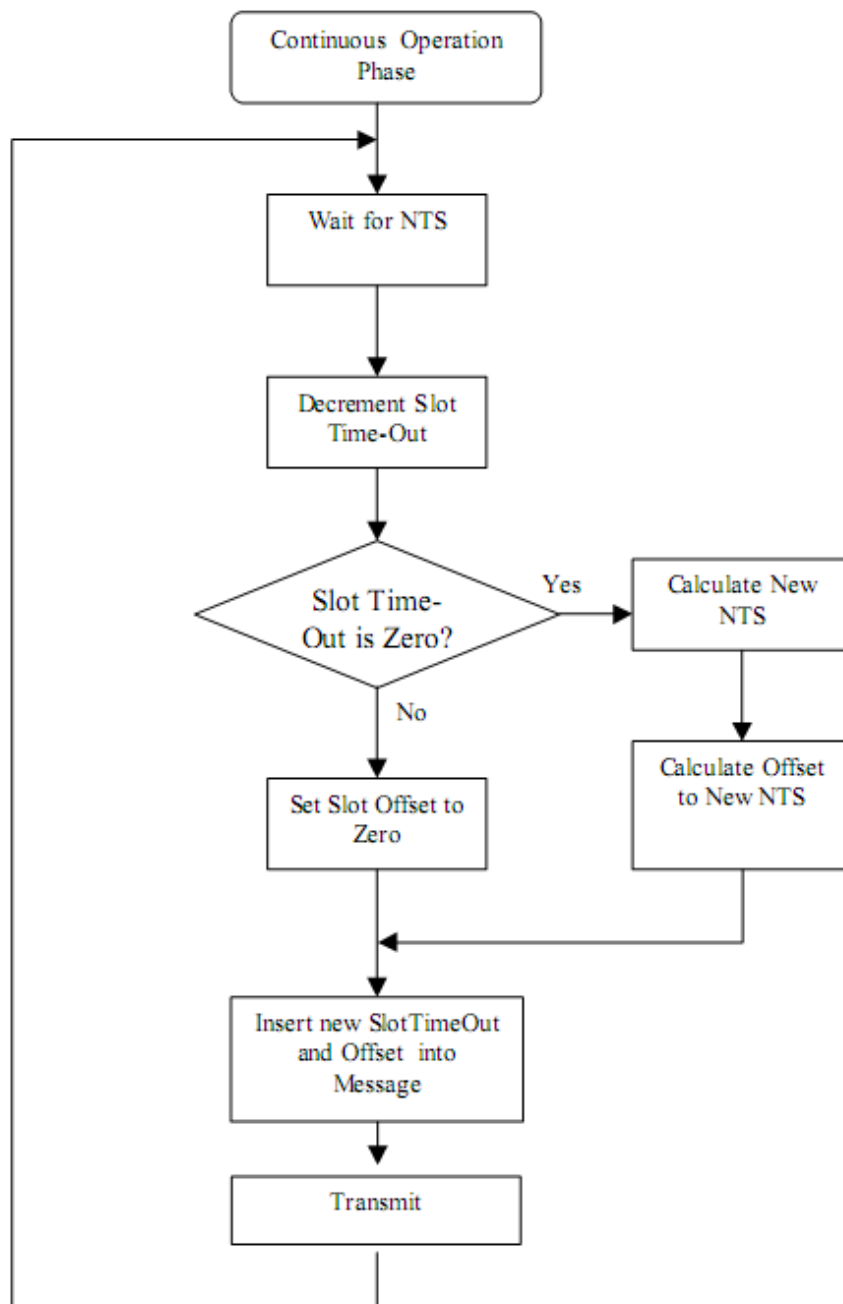 Continuous Operation
Phase
Wait for NTS
Decrement Slot
Time-Out
Slot Time-
Out is Zero?
Yes
Calculate New
NTS
No
Calculate Offset
to New NTS
Set Slot Offset to
Zero
Insert new SlotTimeOut
and Offset into
Message
Transmit